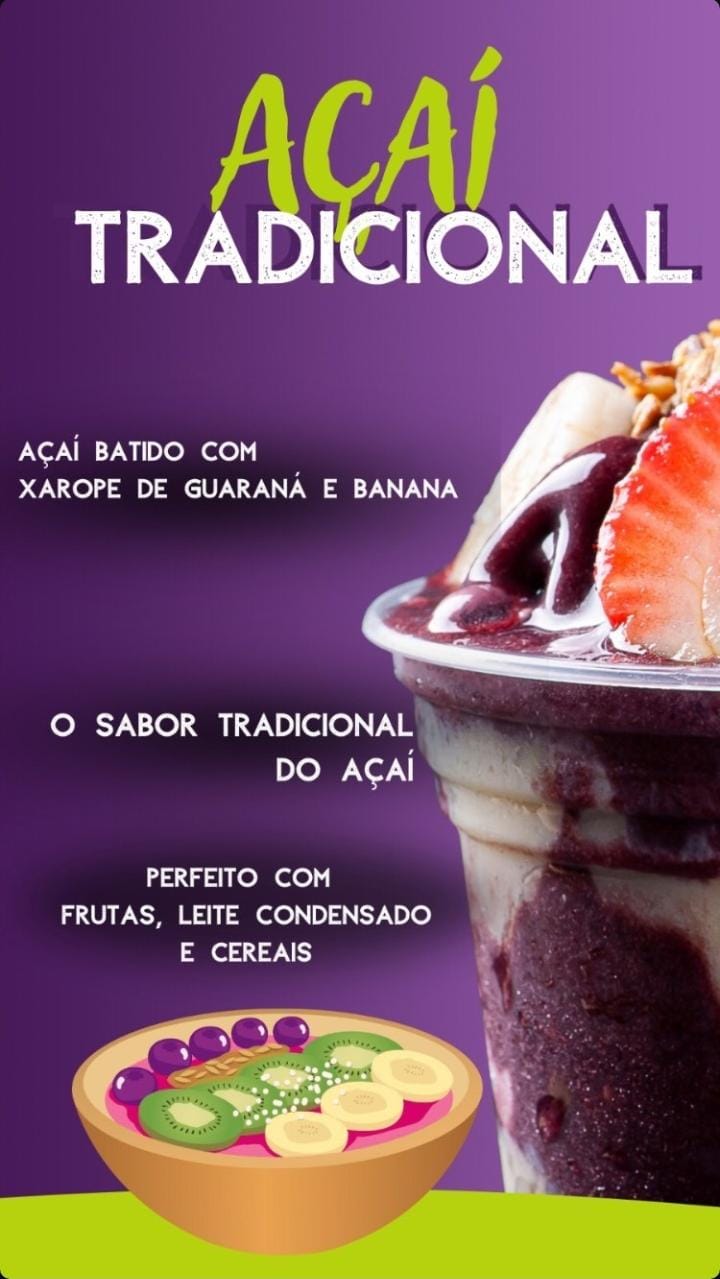 AÇAÍ
TRADICIONAL
AÇAÍ BATIDO COM
XAROPE DE GUARANÁ E BANANA
O SABOR TRADICIONAL
DO AÇAÍ
PERFEITO COM
FRUTAS, LEITE CONDENSADO
E CEREAIS